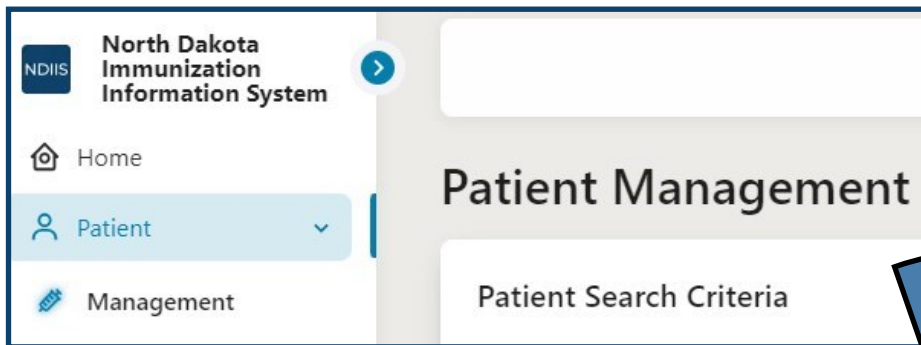 NDIIS
North Dakota
Immunization
Information System
Home
Patient
Management
Patient Management
Patient Search Criteria